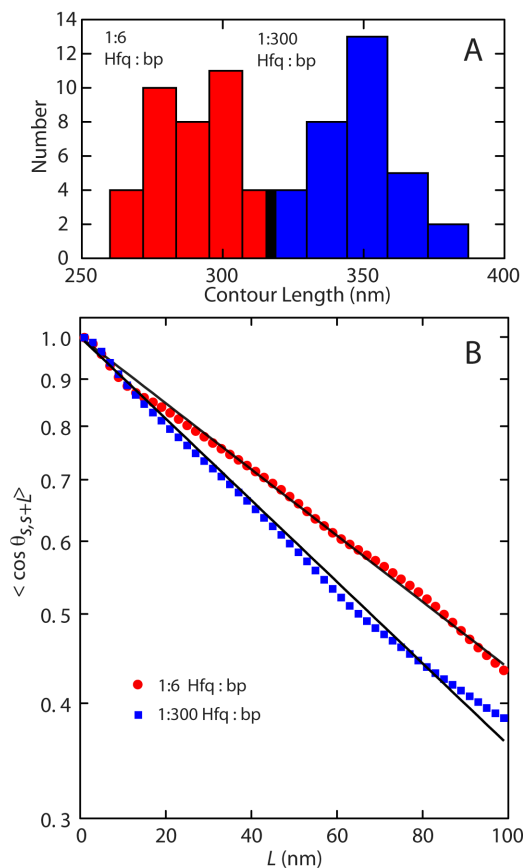 14
12
10
8
6
4
2
0
Number
1:6
Hfq : bp
1:300
Hfq : bp
A
250
300
350
400
Contour Length (nm)
B
1.0
0.9
0.8
0.7
0.6
0.5
0.4
0.3
< cos θs,s+L>
1:6 Hfq : bp
1:300 Hfq : bp
0
20
40
60
80
100
L (nm)